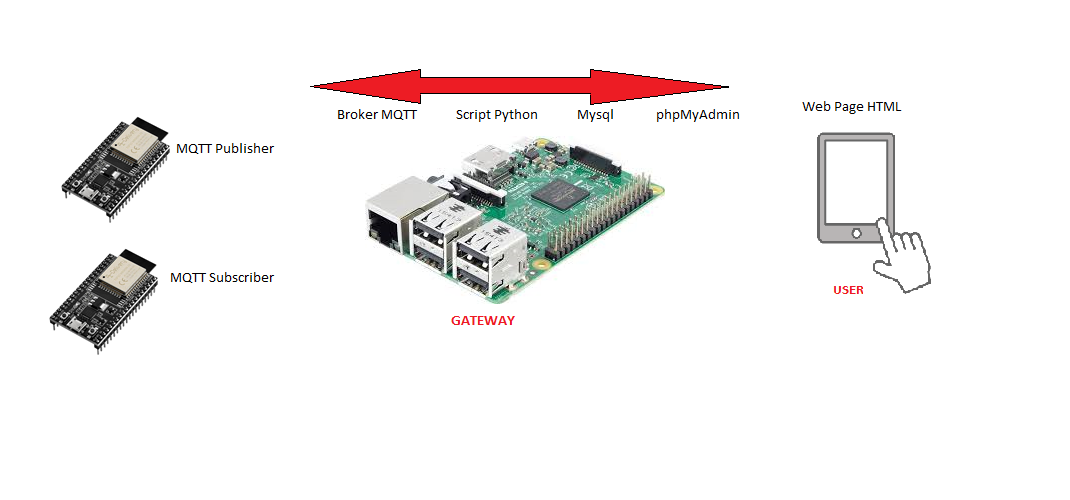 Broker MQTT Script Python Mysql phpMyAdmin
Web Page HTML
MQTT Publisher
MQTT Subscriber
USER
GATEWAY